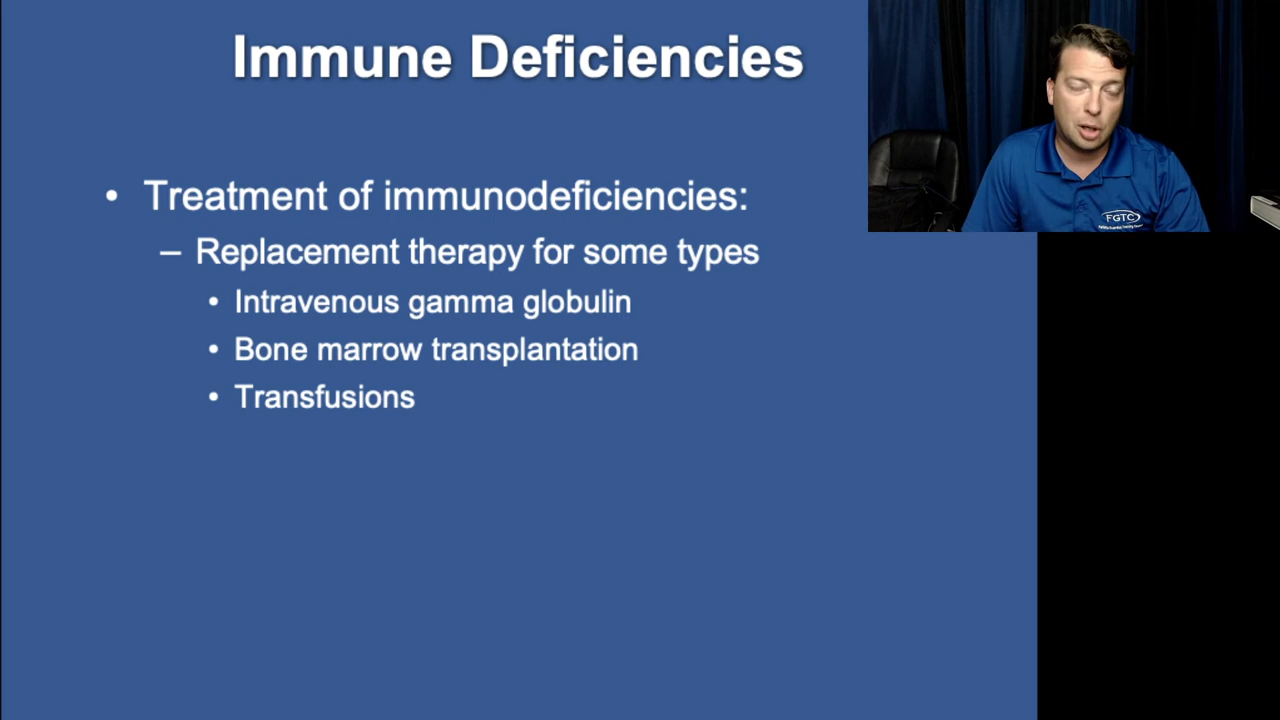 Immune Deficiencies
• Treatment of immunodeficiencies:
– Replacement therapy for some types
• Intravenous gamma globulin
• Bone marrow transplantation
• Transfusions
FGTC